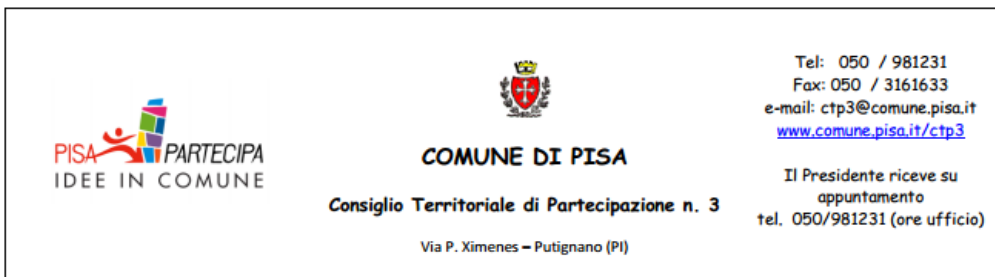 PISA PARTECIPA
IDEE IN COMUNE
COMUNE DI PISA
Consiglio Territoriale di Partecipazione n. 3
Via P. Ximenes – Putignano (PI)
Tel: 050 / 981231
Fax: 050 / 3161633
e-mail: ctp3@comune.pisa.it
www.comune.pisa.it/ctp3
Il Presidente riceve su
appuntamento
tel. 050/981231 (ore ufficio)